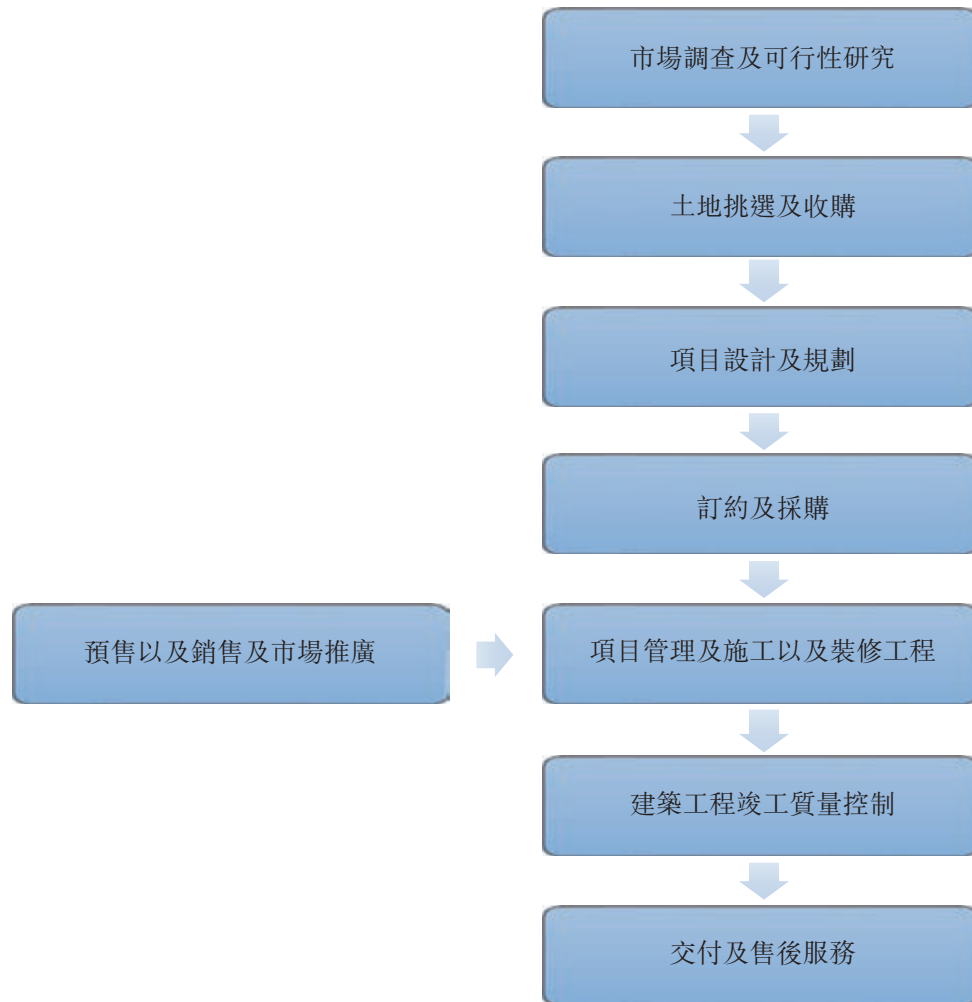 市場調查及可行性研究
土地挑選及收購
項目設計及規劃
訂約及採購
預售以及銷售及市場推廣
項目管理及施工以及裝修工程
建築工程竣工質量控制
交付及售後服務